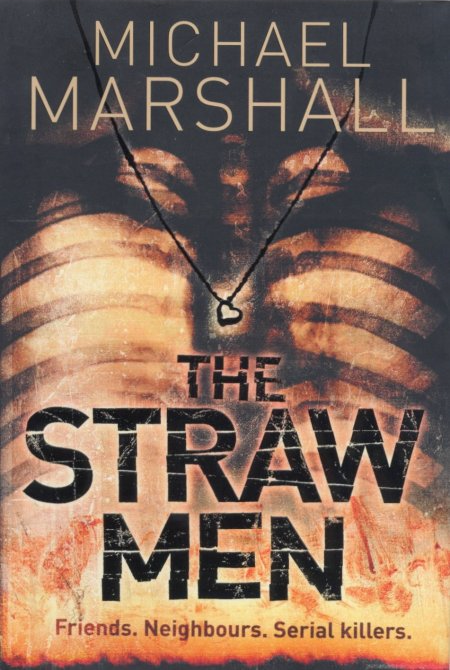 MICHAEL
MARSHALL
THE
STRAW
MEN
Friends. Neighbours. Serial killers.